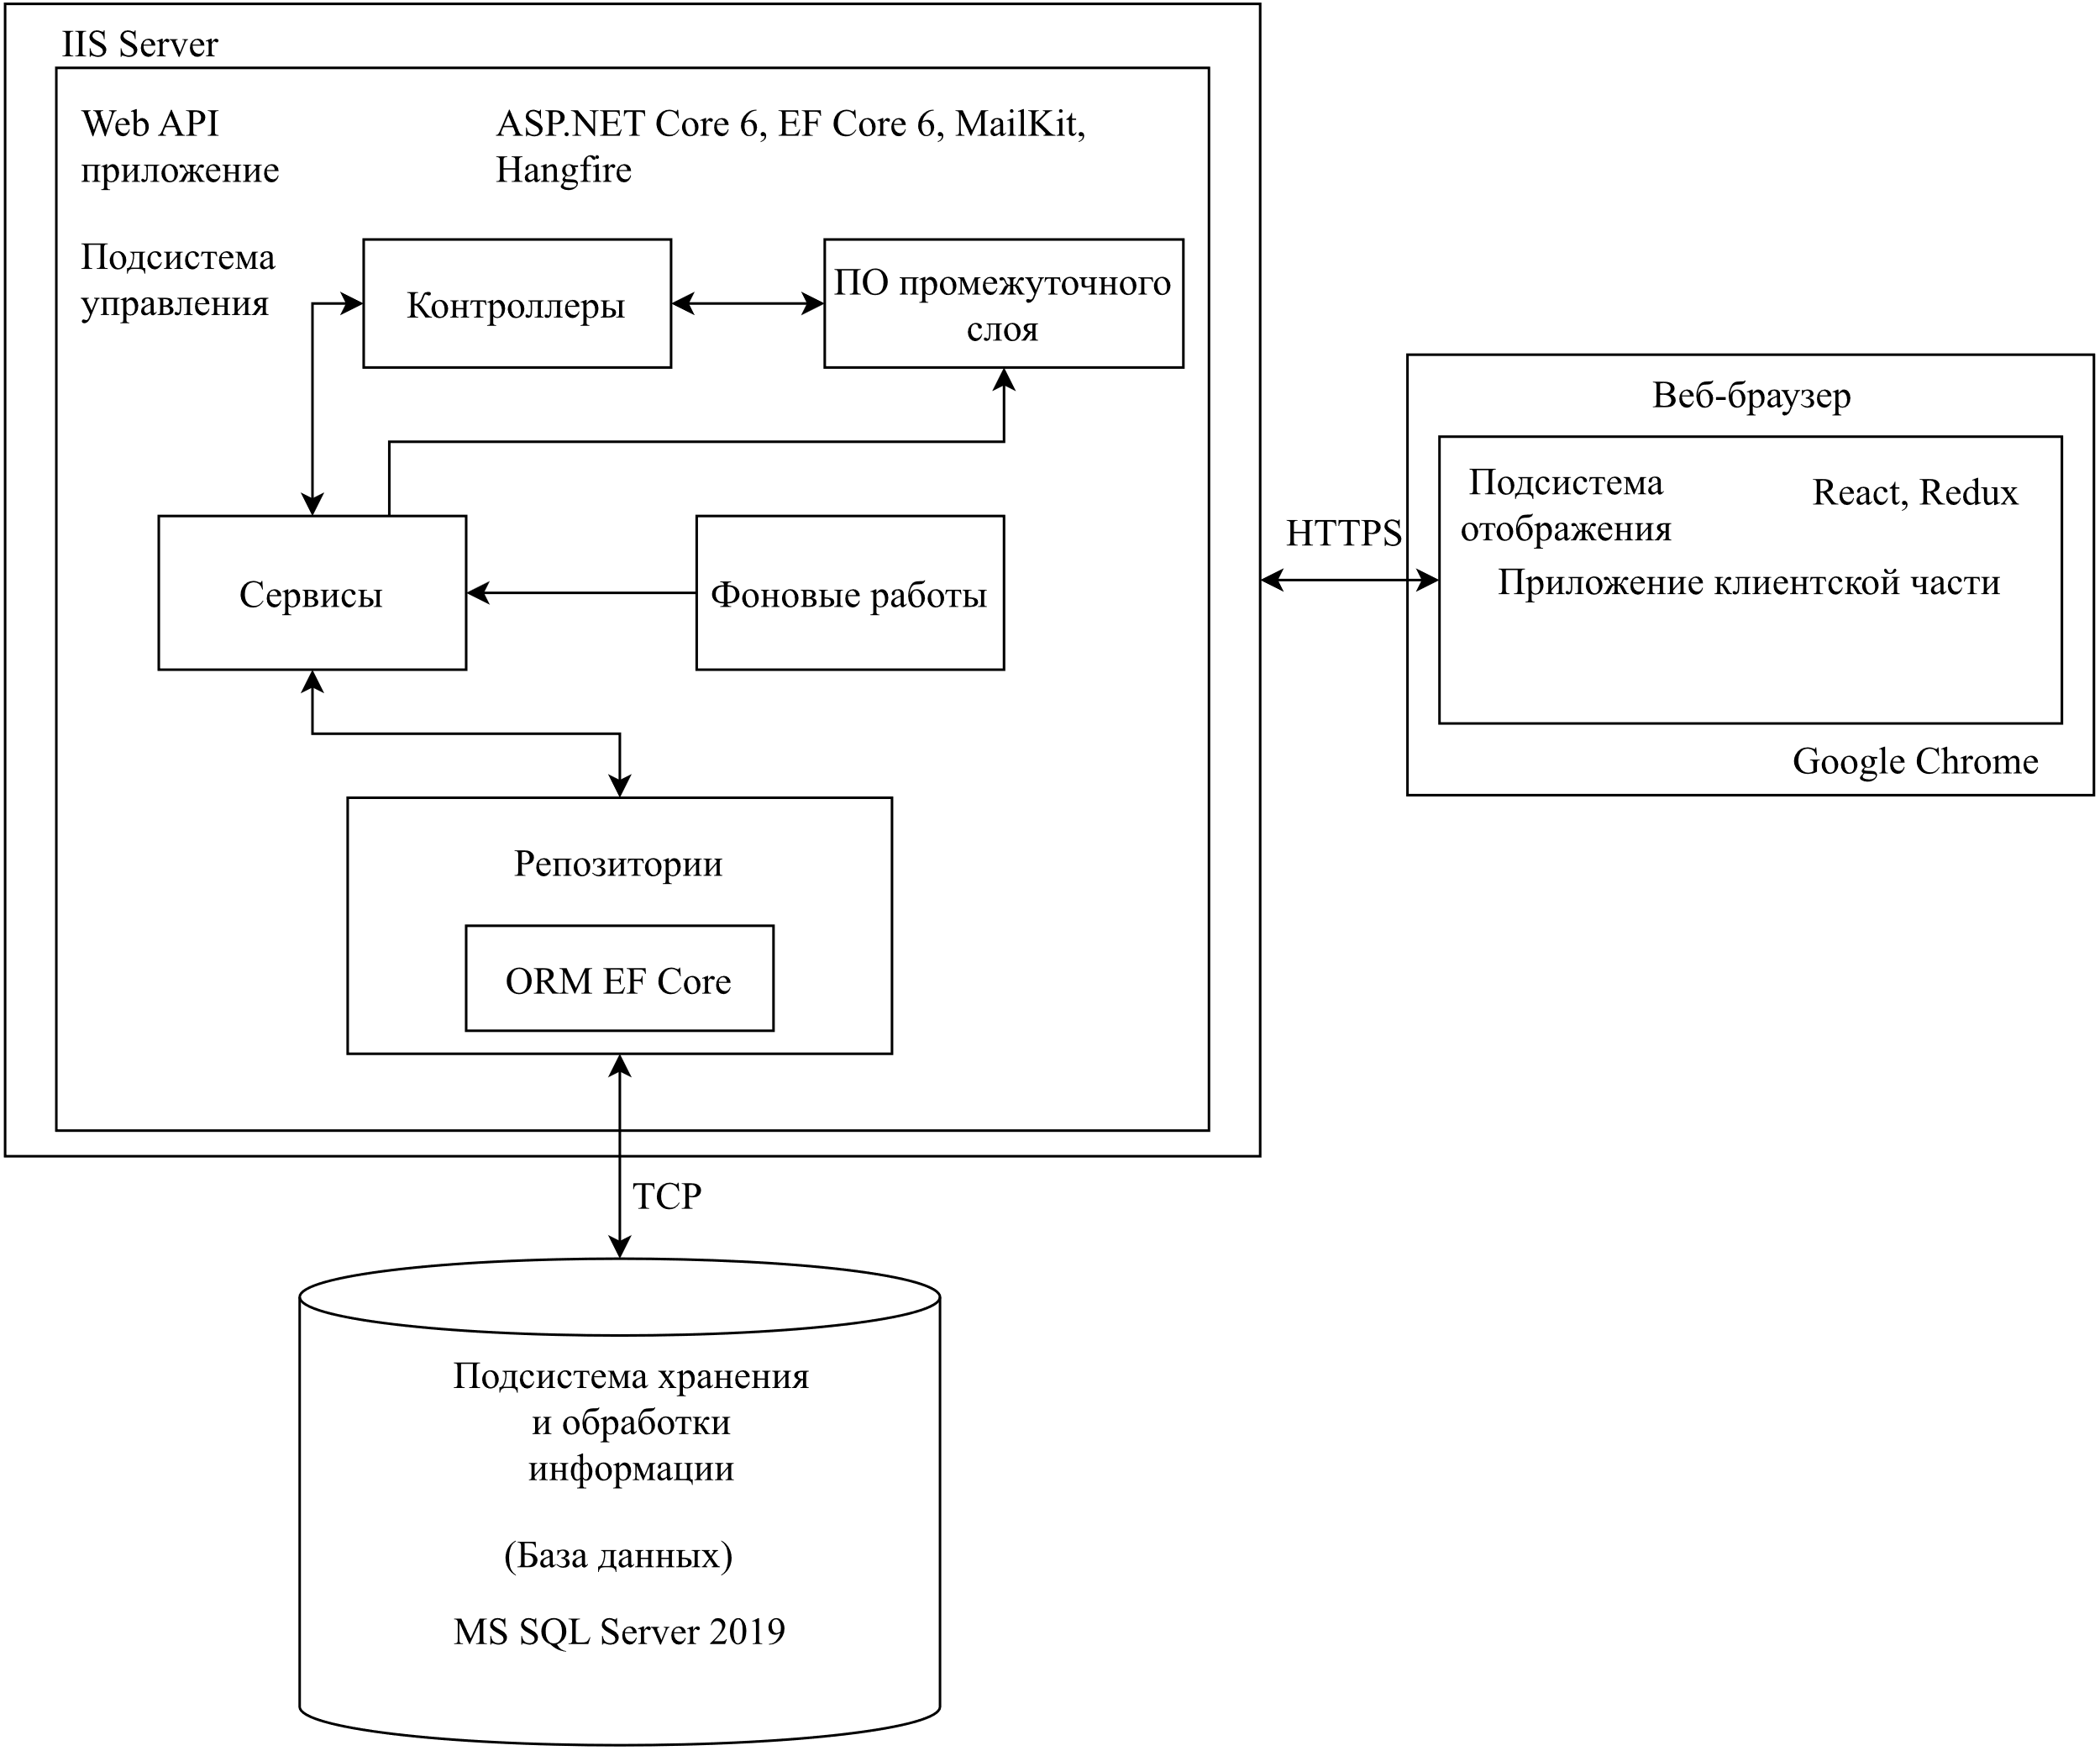 IIS Server
Web API
приложение
ASP.NET Core 6, EF Core 6, MailKit,
Hangfire
Подсистема
управления
Контроллеры
ПО промежуточного
слоя
Сервисы
Фоновые работы
Репозитории
ORM EF Core
HTTPS
Веб-браузер
Подсистема
отображения
React, Redux
Приложение клиентской части
Google Chrome
TCP
Подсистема хранения
и обработки
информации
(База данных)
MS SQL Server 2019